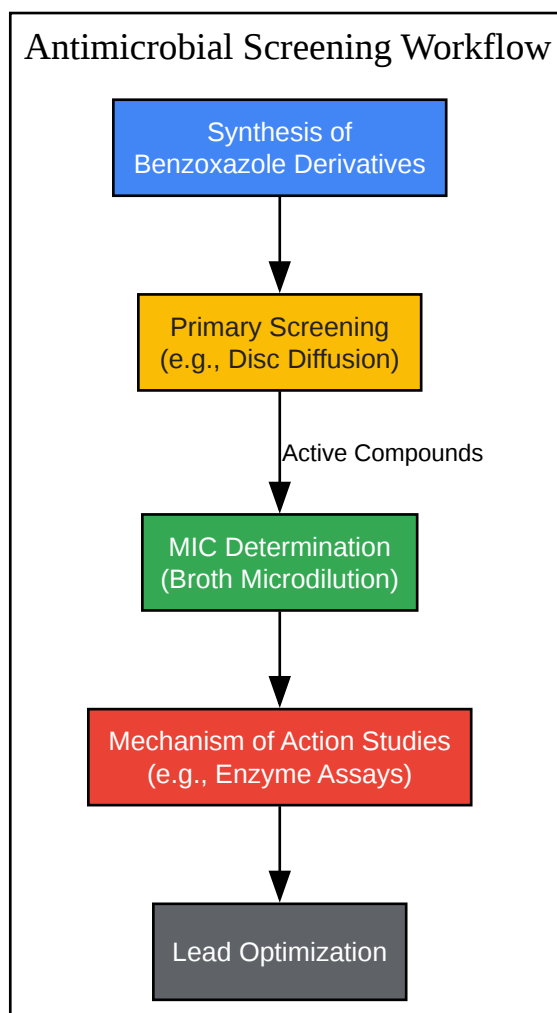 Antimicrobial Screening Workflow
Synthesis of
Benzoxazole Derivatives
Primary Screening
(e.g., Disc Diffusion)
Active Compounds
MIC Determination
(Broth Microdilution)
Mechanism of Action Studies
(e.g., Enzyme Assays)
Lead Optimization